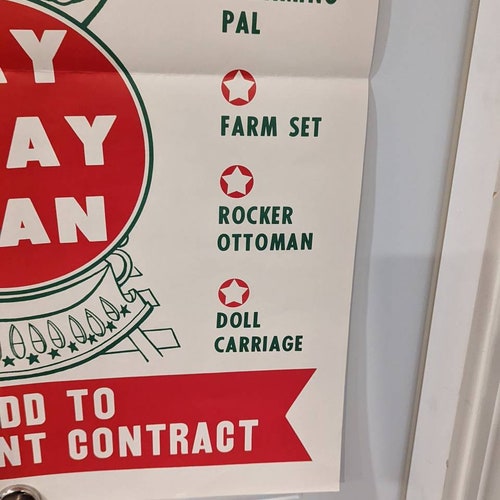 PAL
AY
AY
AN
FARM SET
ROCKER
OTTOMAN
DOLL
CARRIAGE
DD TO
NT CONTRACT